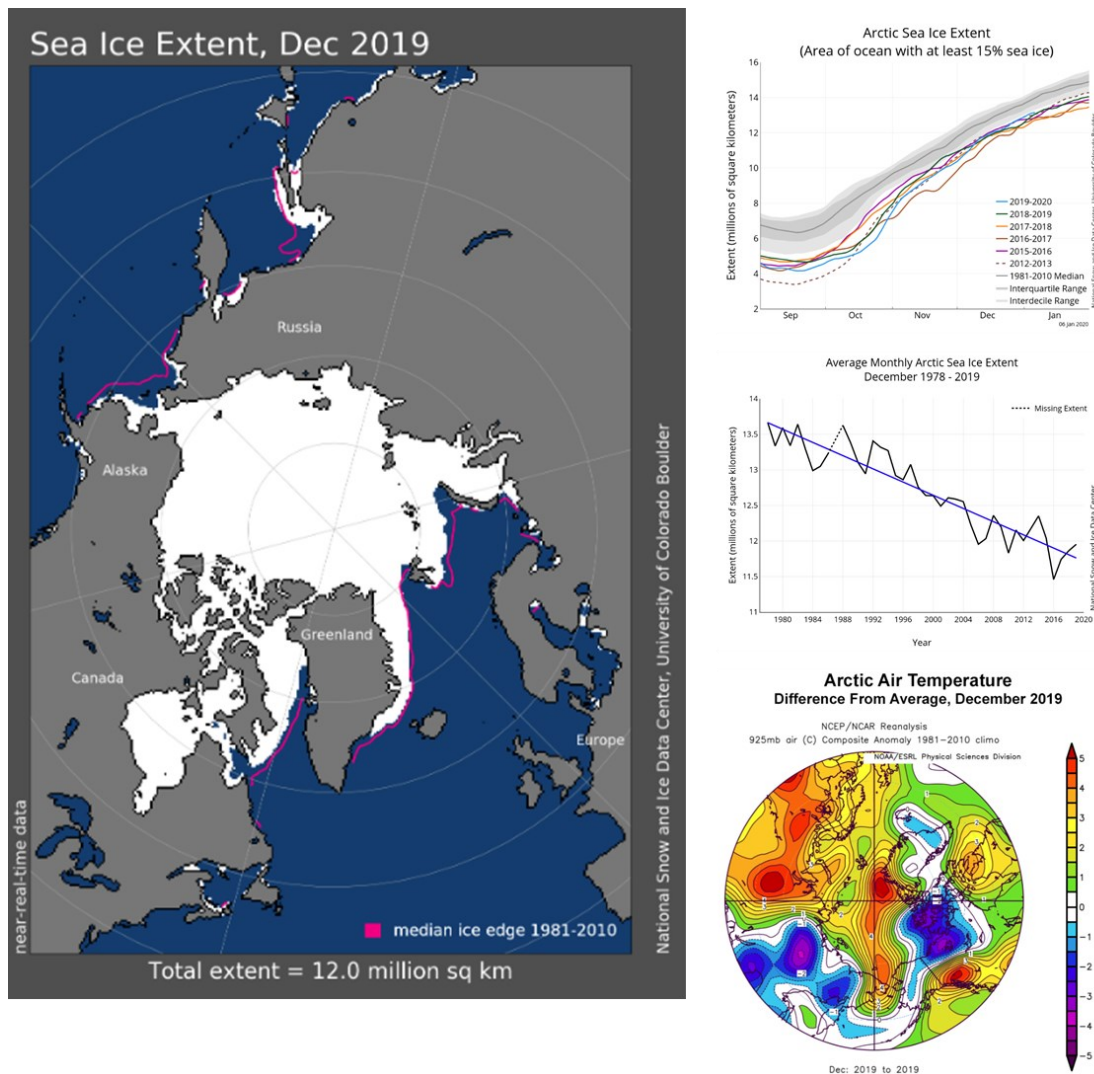 Sea Ice Extent, Dec 2019
Russia
Alaska
Greenland
Canada
Europe
near-real-time data
National Snow and Ice Data Center, University of Colorado Boulder
median ice edge 1981-2010
Total extent = 12.0 million sq km
Arctic Sea Ice Extent
(Area of ocean with at least 15% sea ice)
Extent (millions of square kilometers)
16
14
12
10
8
6
4
2
2019-2020
2018-2019
2017-2018
2016-2017
2015-2016
2012-2013
1981-2010 Median
Interquartile Range
Interdecile Range
Sep Oct Nov Dec Jan
06 Jan 2020
Average Monthly Arctic Sea Ice Extent
December 1978 - 2019
Missing Extent
Extent (millions of square kilometers)
14
13.5
13
12.5
12
11.5
11
1980 1984 1988 1992 1996 2000 2004 2008 2012 2016 2020
Year
National Snow and Ice Data Center
Arctic Air Temperature
Difference From Average, December 2019
NCEP/NCAR Reanalysis
925mb air (C) Composite Anomaly 1981-2010 climo
NOAA/ESRL Physical Sciences Division
5
4
3
2
1
0
-1
-2
-3
-4
-5
Dec: 2019 to 2019